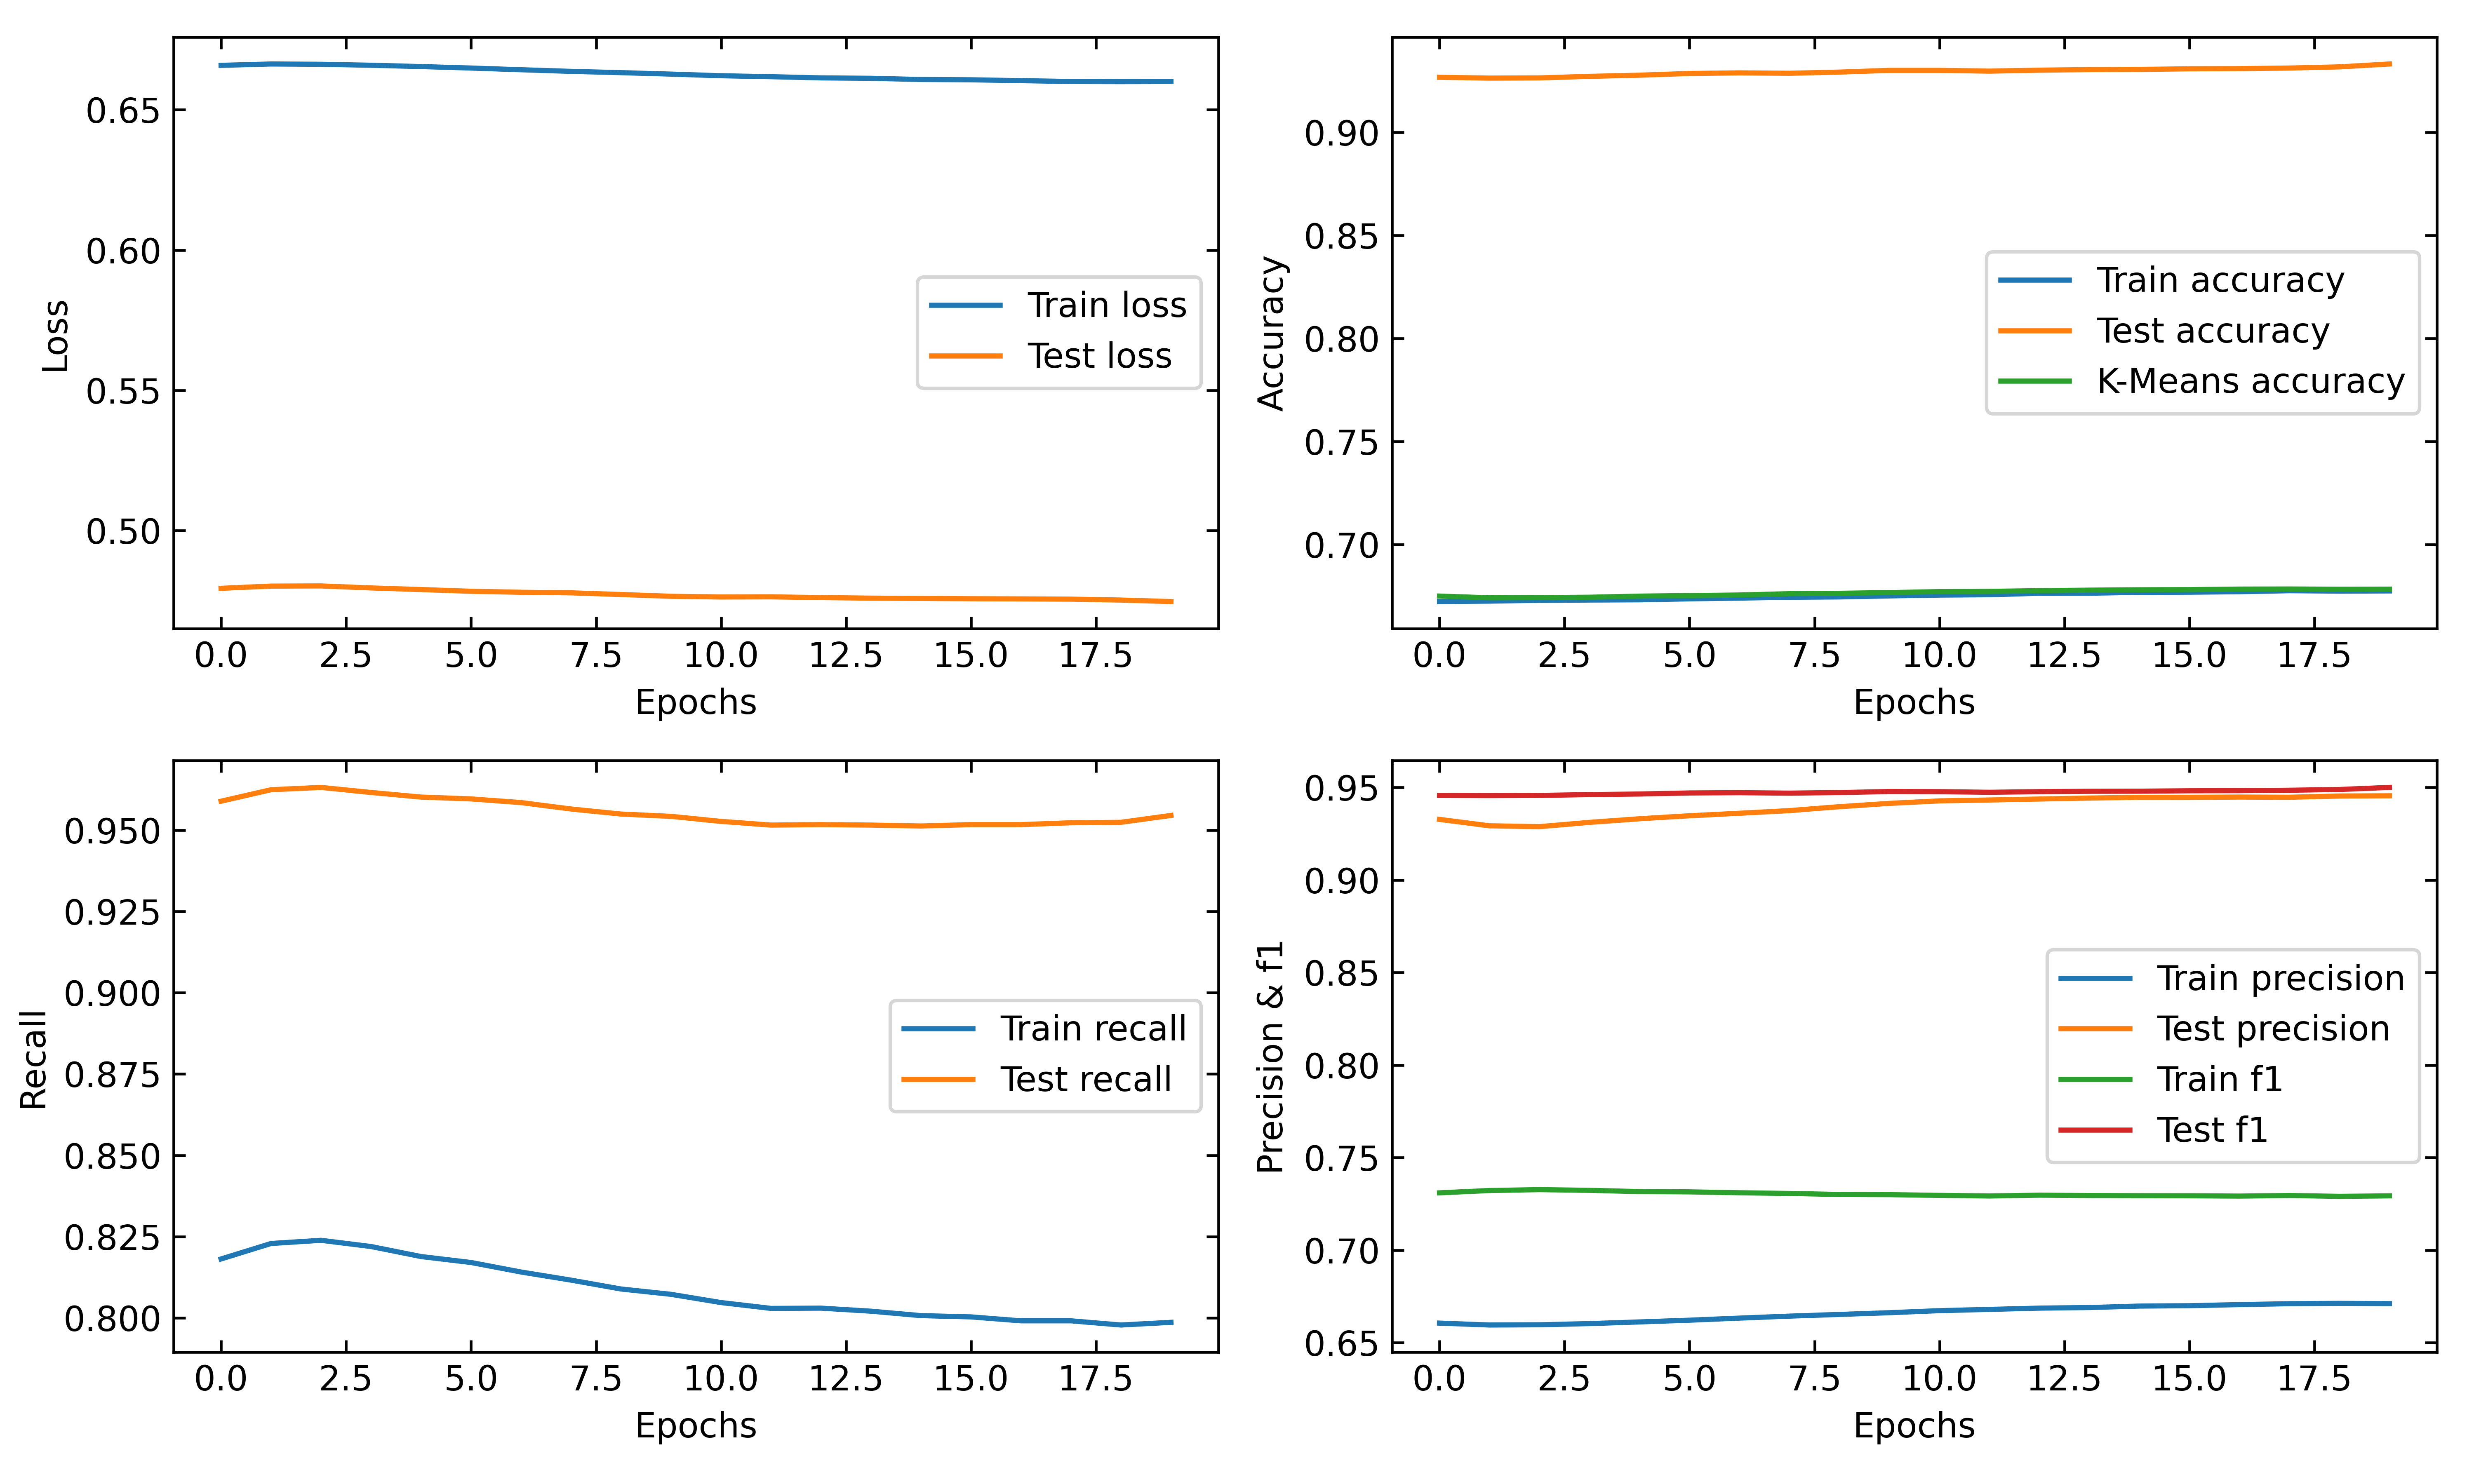 0.65
0.60
0.55
0.50
Loss
Train loss
Test loss
0.0 2.5 5.0 7.5 10.0 12.5 15.0 17.5
Epochs
0.90
0.85
0.80
0.75
0.70
Accuracy
Train accuracy
Test accuracy
K-Means accuracy
0.0 2.5 5.0 7.5 10.0 12.5 15.0 17.5
Epochs
0.950
0.925
0.900
0.875
0.850
0.825
0.800
Recall
Train recall
Test recall
0.0 2.5 5.0 7.5 10.0 12.5 15.0 17.5
Epochs
0.95
0.90
0.85
0.80
0.75
0.70
0.65
Precision & f1
Train precision
Test precision
Train f1
Test f1
0.0 2.5 5.0 7.5 10.0 12.5 15.0 17.5
Epochs